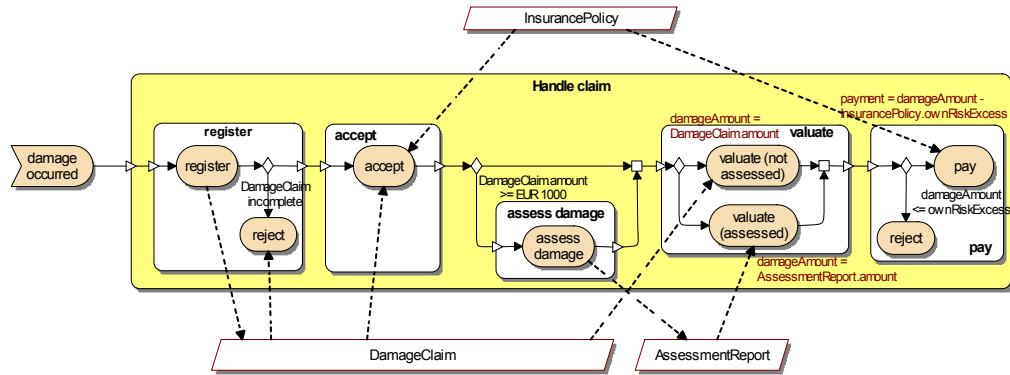 InsurancePolicy
Handle claim
payment = damageAmount -
InsurancePolicy.ownRiskExcess
damageAmount =
DamageClaim.amount
register
accept
valuate
damage
occurred
register
accept
valuate (not
assessed)
pay
DamageClaim
incomplete
DamageClaim.amount
>= EUR 1000
damageAmount
<= ownRiskExcess
assess damage
reject
assess
damage
valuate
(assessed)
reject
pay
damageAmount =
AssessmentReport.amount
DamageClaim
AssessmentReport